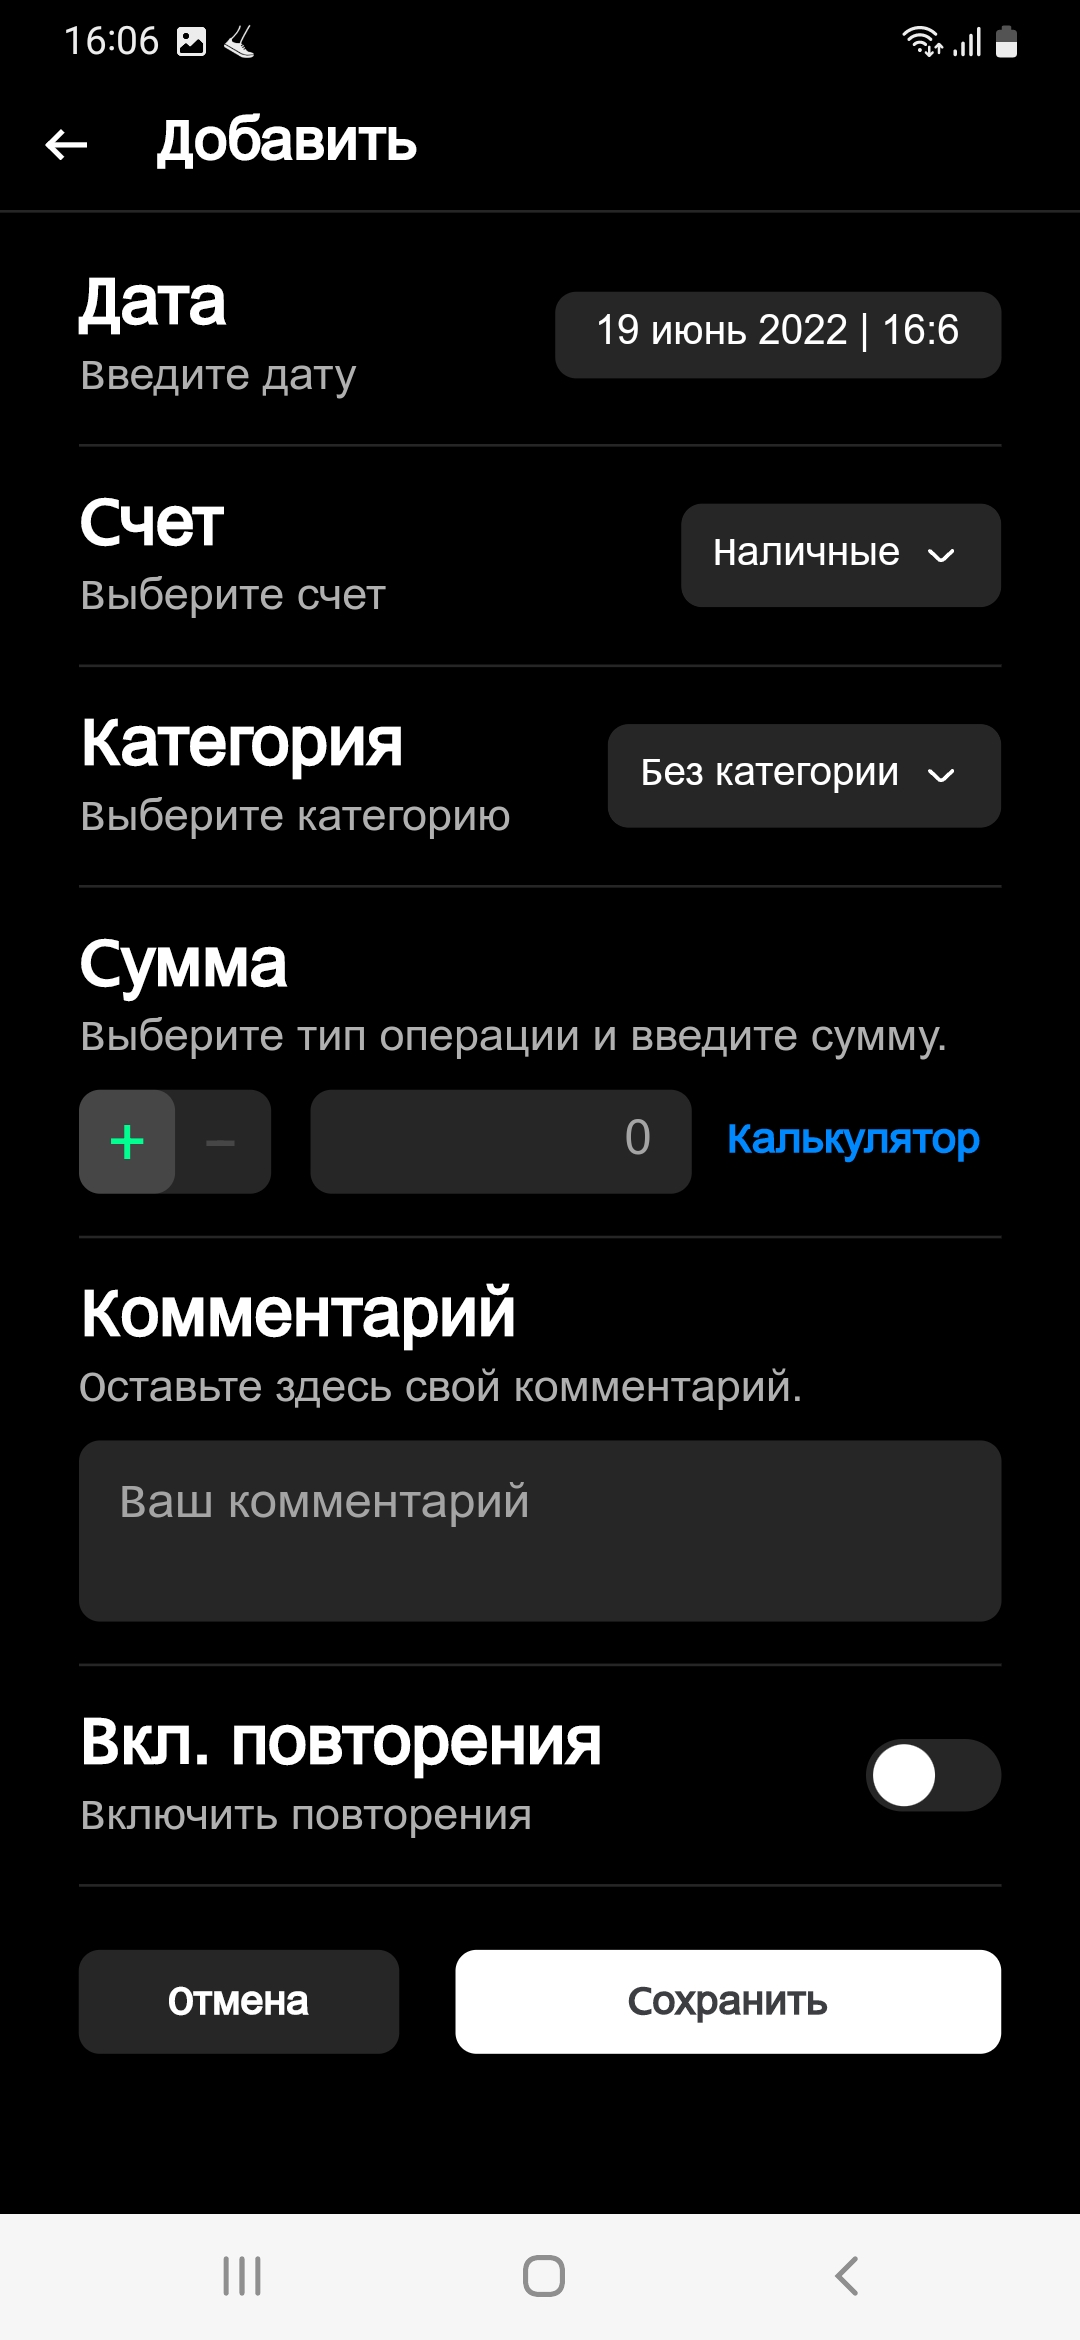 16:06
Добавить
Дата
19 июнь 2022 | 16:6
Введите дату
Счет
Наличные
Выберите счет
Категория
Без категории
Выберите категорию
Сумма
Выберите тип операции и введите сумму.
+ − 0 Калькулятор
Комментарий
Оставьте здесь свой комментарий.
Ваш комментарий
Вкл. повторения
Включить повторения
Отмена Сохранить